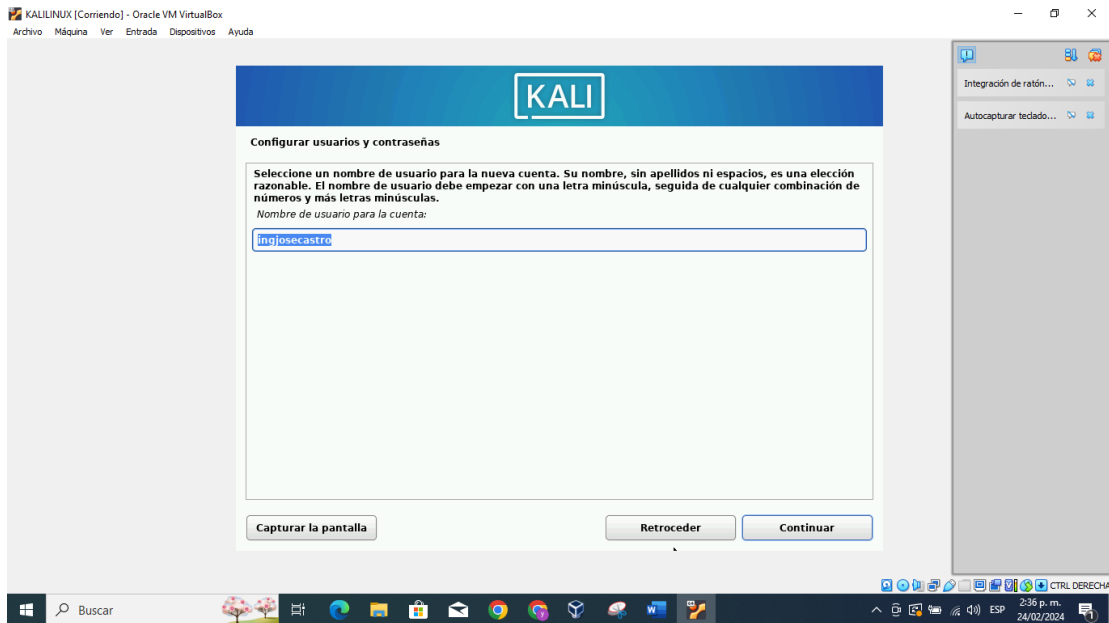 KALILINUX [Corriendo] - Oracle VM VirtualBox
Archivo Máquina Ver Entrada Dispositivos Ayuda
KALI
Integración de ratón...
Autocapturar teclado...
Configurar usuarios y contraseñas
Seleccione un nombre de usuario para la nueva cuenta. Su nombre, sin apellidos ni espacios, es una elección
razonable. El nombre de usuario debe empezar con una letra minúscula, seguida de cualquier combinación de
números y más letras minúsculas.
Nombre de usuario para la cuenta:
ingjosecastro
Capturar la pantalla Retroceder Continuar
CTRL DERECHA
Buscar
ESP
2:36 p. m.
24/02/2024